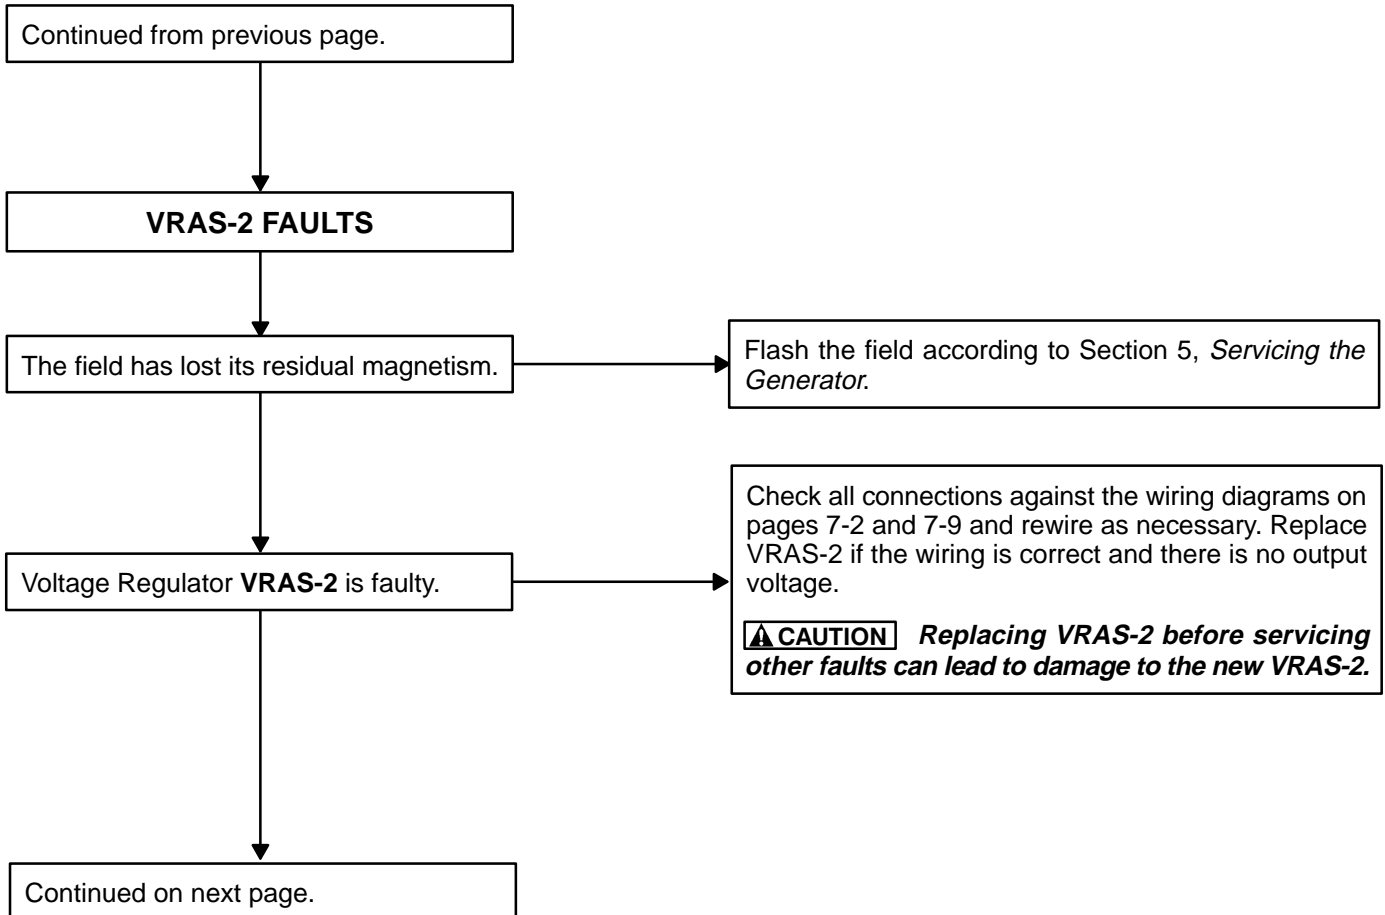 Continued from previous page.
VRAS-2 FAULTS
The field has lost its residual magnetism.
Flash the field according to Section 5, Servicing the
Generator.
Voltage Regulator VRAS-2 is faulty.
Check all connections against the wiring diagrams on
pages 7-2 and 7-9 and rewire as necessary. Replace
VRAS-2 if the wiring is correct and there is no output
voltage.
CAUTION Replacing VRAS-2 before servicing
other faults can lead to damage to the new VRAS-2.
Continued on next page.